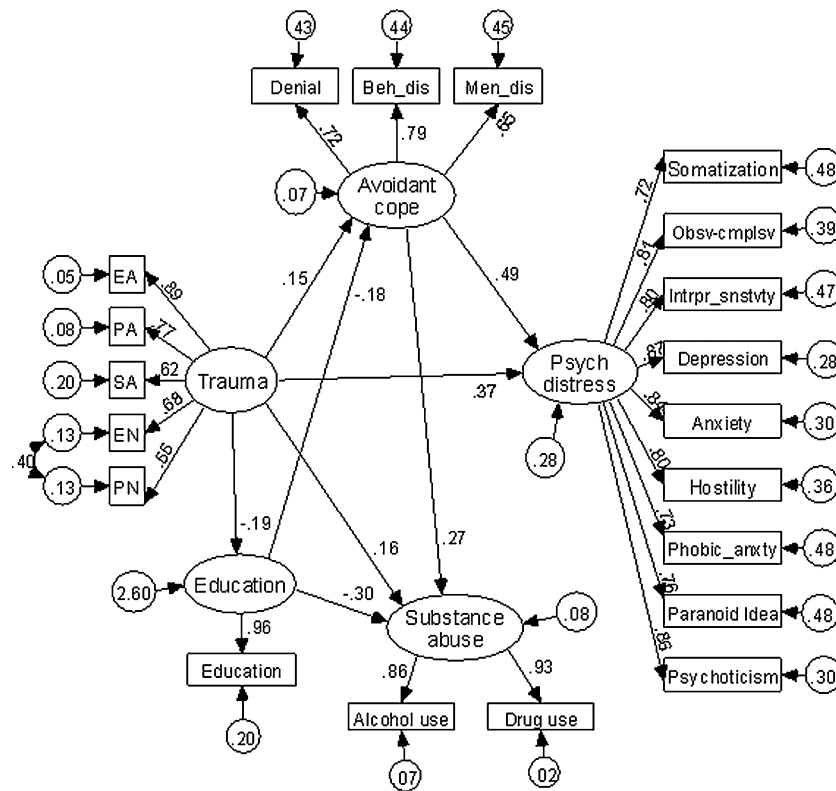 .43 .44 .45
Denial Beh_dis Men_dis
.72 .79 .65
.07
Avoidant
cope
Somatization .48
.72
Obsv-cmplsv .39
.81
.05 EA .89
.15 -.18 .49
Intrpr_snstvty .47
.80
.08 PA .77
Psych
distress
.87
Depression .28
.20 SA .62
Trauma
.37
.84
Anxiety .30
.13 EN .68
.40
.28
.80
Hostility .36
.13 PN .66
-.19
.16
.27
.73
Phobic_anxty .48
2.60
Education
-.30
Substance
abuse
.08
.76
Paranoid Idea .48
.96
.86
Education
.86 .93
Psychoticism .30
Alcohol use Drug use
.20
.07 .02